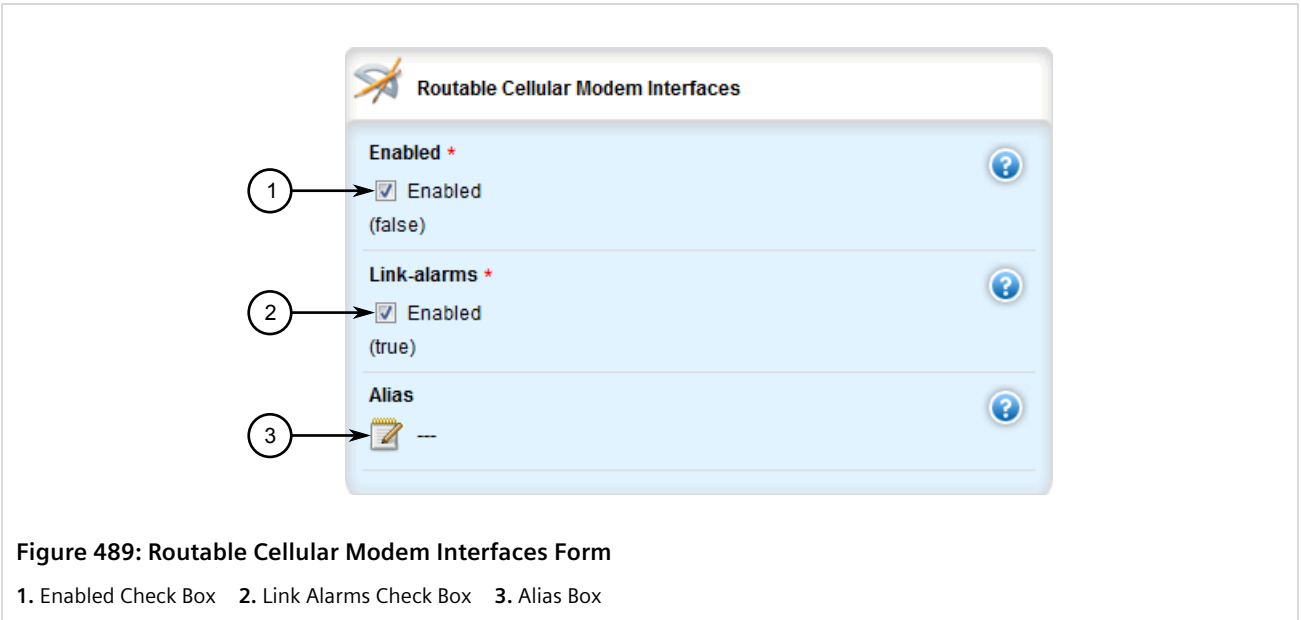 Routable Cellular Modem Interfaces
Enabled *
?
1
Enabled
(false)
Link-alarms *
?
2
Enabled
(true)
Alias
?
3
---
Figure 489: Routable Cellular Modem Interfaces Form
1. Enabled Check Box 2. Link Alarms Check Box 3. Alias Box